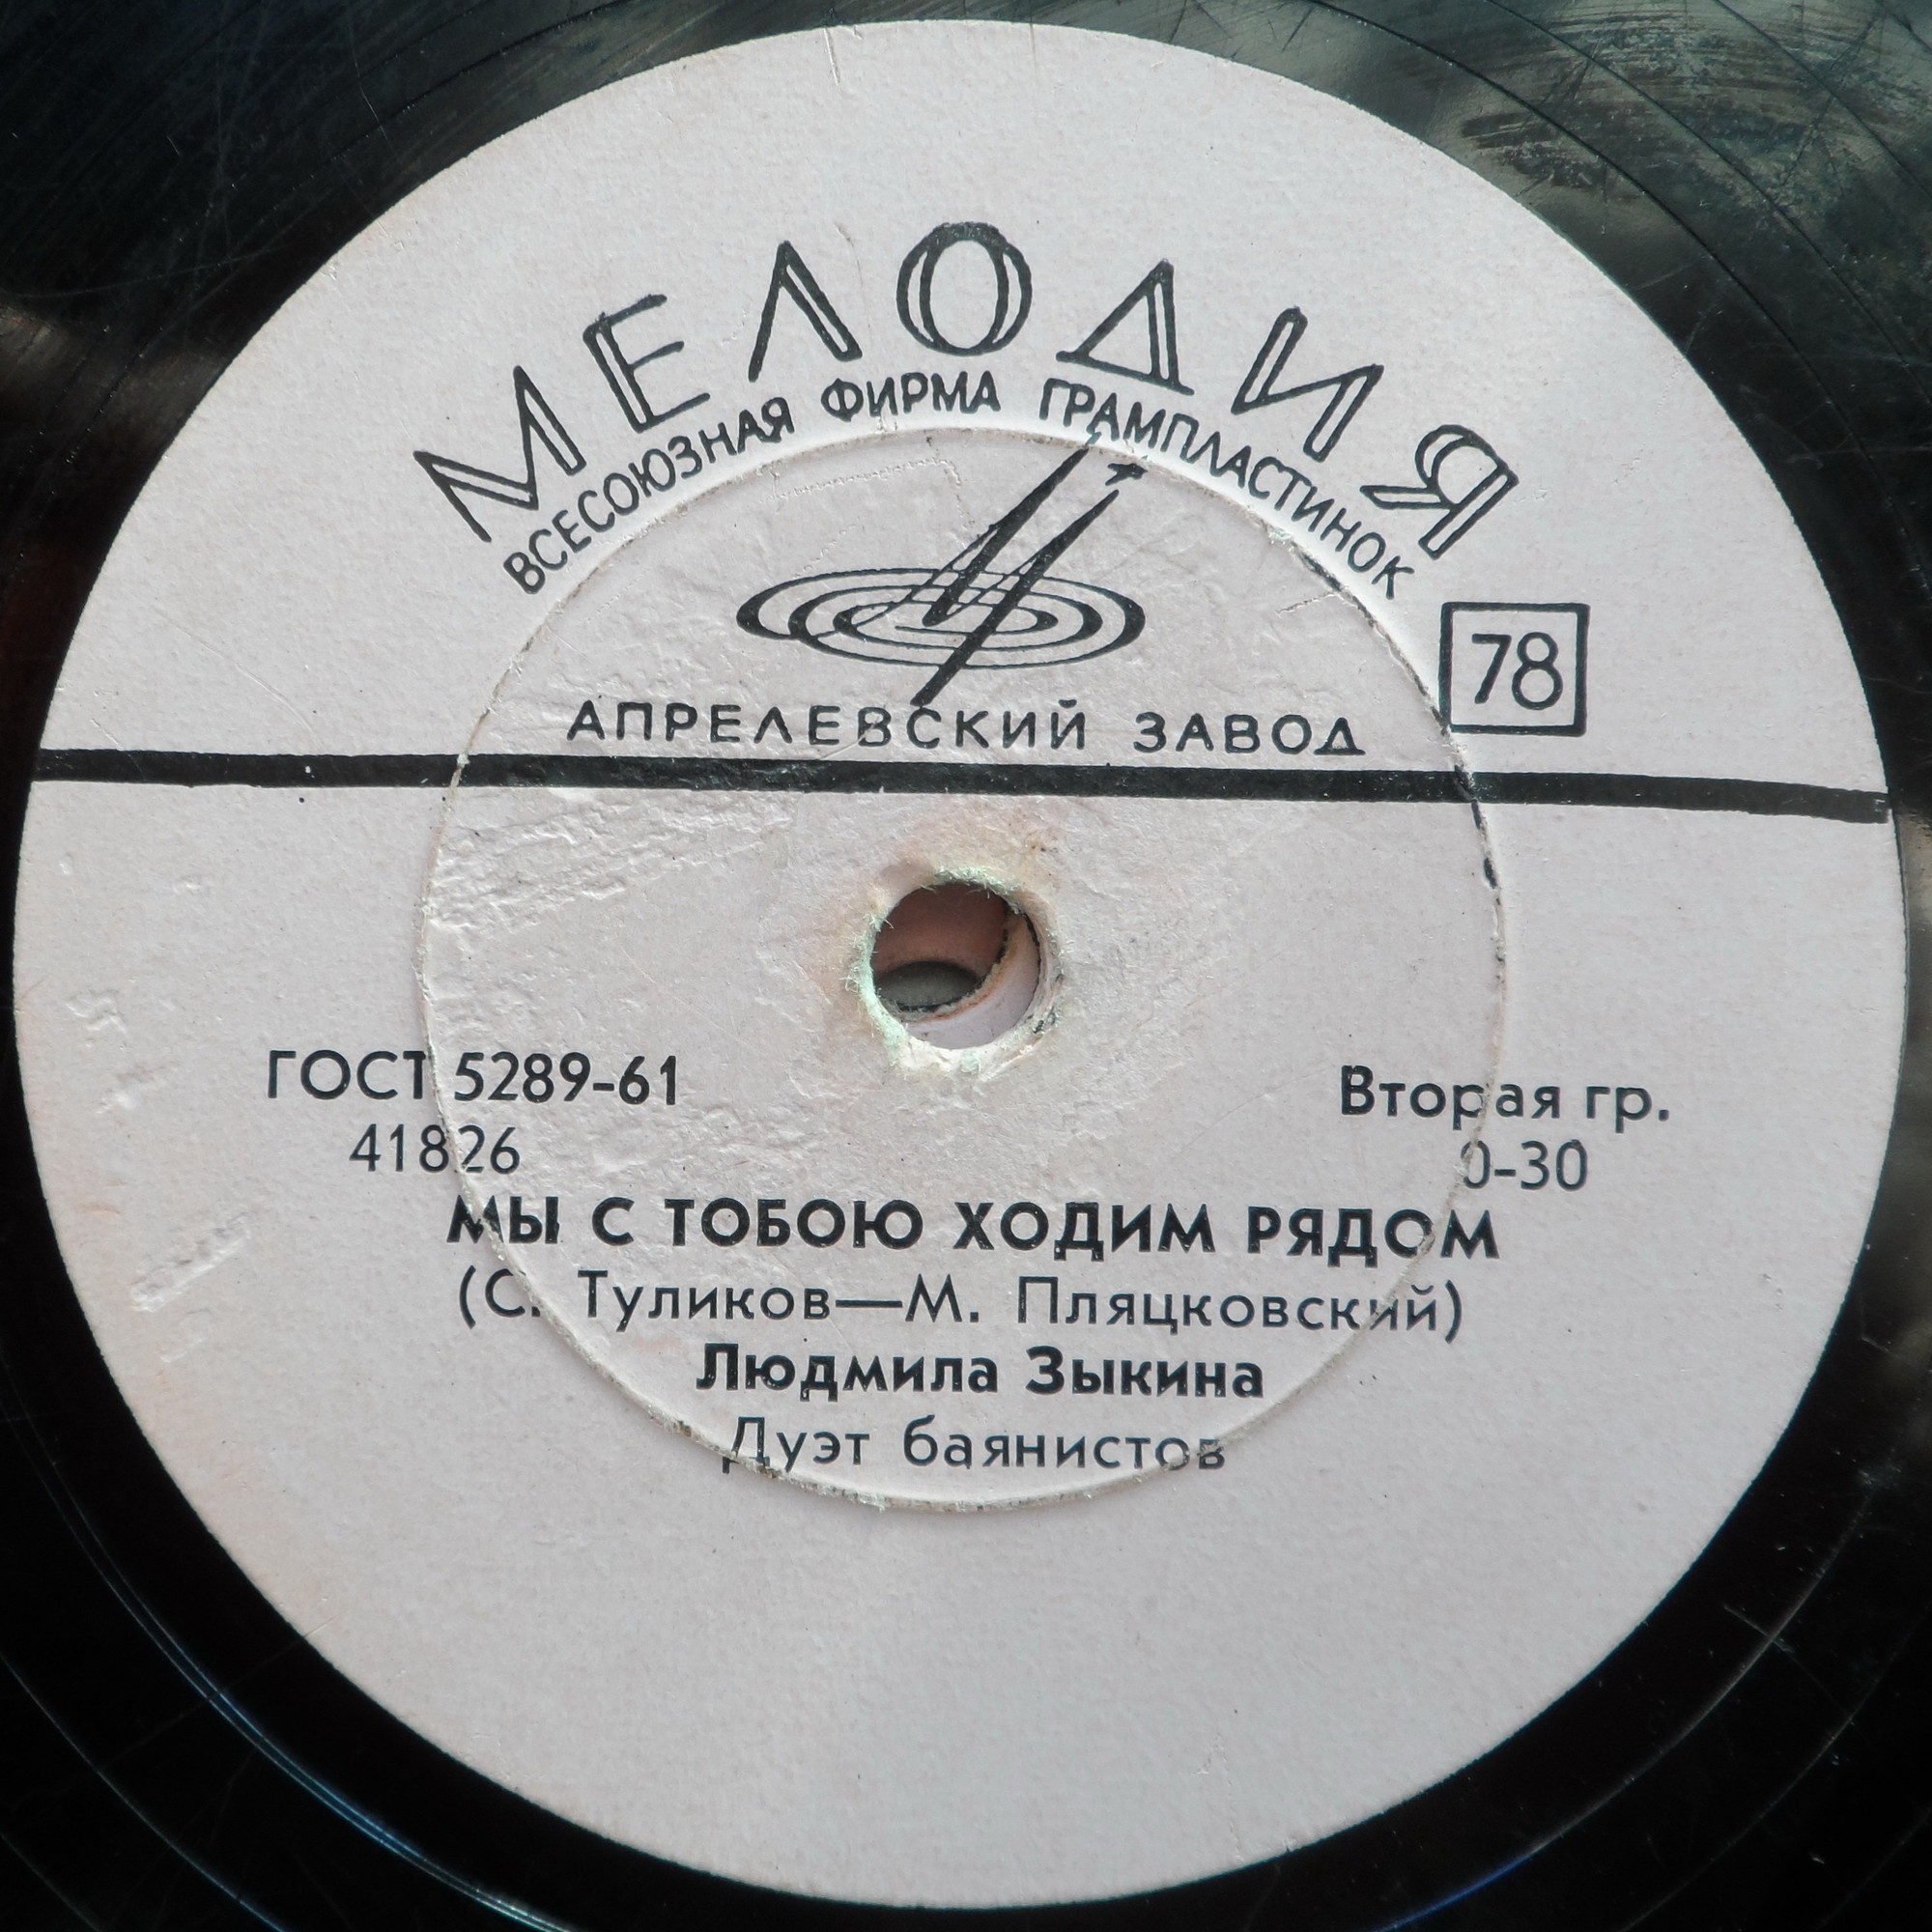 МЕЛОДИЯ
ВСЕСОЮЗНАЯ ФИРМА ГРАМПЛАСТИНОК
78
АПРЕЛЕВСКИЙ ЗАВОД
ГОСТ 5289-61
Вторая гр.
41826
0-30
МЫ С ТОБОЮ ХОДИМ РЯДОМ
(С. Туликов—М. Пляцковский)
Людмила Зыкина
Дуэт баянистов